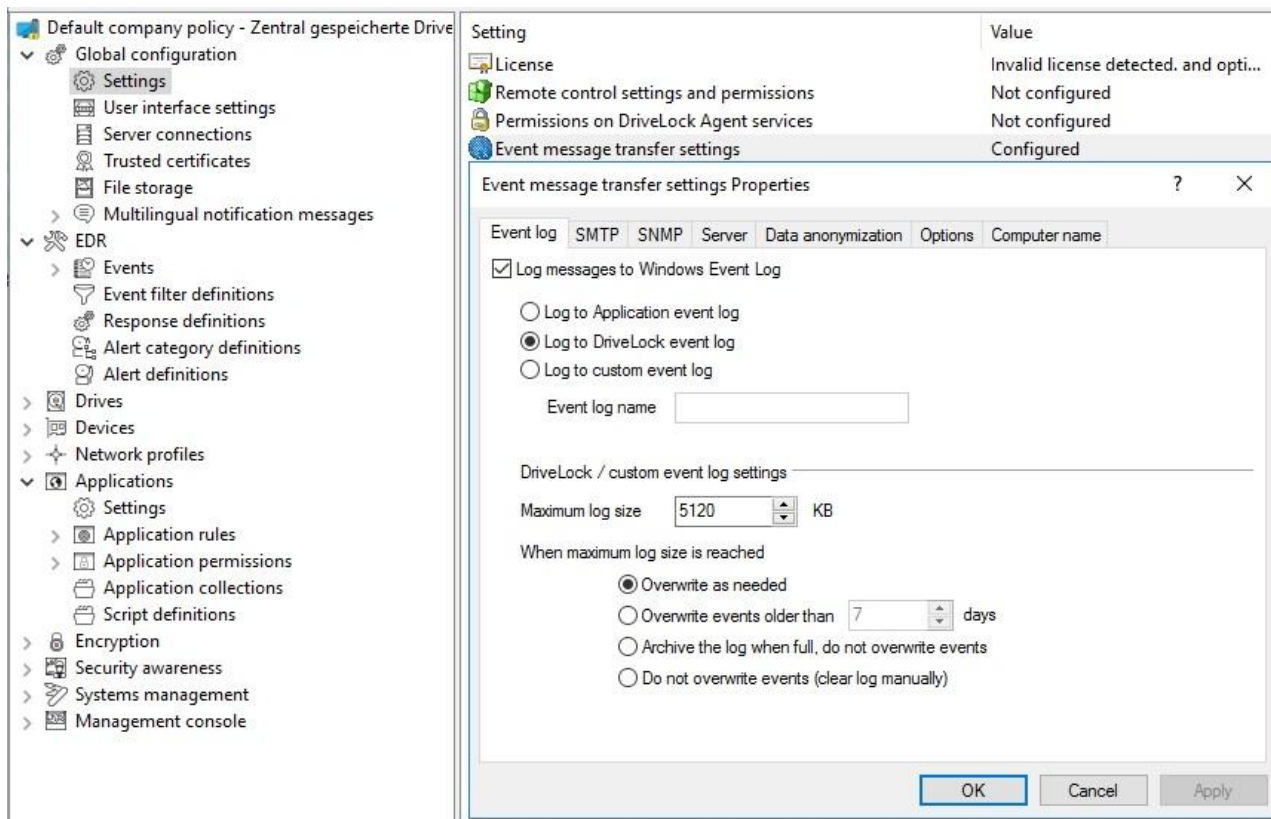 Default company policy - Zentral gespeicherte Drive
Global configuration
Settings
User interface settings
Server connections
Trusted certificates
File storage
Multilingual notification messages
EDR
Events
Event filter definitions
Response definitions
Alert category definitions
Alert definitions
Drives
Devices
Network profiles
Applications
Settings
Application rules
Application permissions
Application collections
Script definitions
Encryption
Security awareness
Systems management
Management console
Setting Value
License Invalid license detected. and opti...
Remote control settings and permissions Not configured
Permissions on DriveLock Agent services Not configured
Event message transfer settings Configured
Event message transfer settings Properties ?
Event log SMTP SNMP Server Data anonymization Options Computer name
Log messages to Windows Event Log
Log to Application event log
Log to DriveLock event log
Log to custom event log
Event log name
DriveLock / custom event log settings
Maximum log size 5120 KB
When maximum log size is reached
Overwrite as needed
Overwrite events older than 7 days
Archive the log when full, do not overwrite events
Do not overwrite events (clear log manually)
OK Cancel Apply